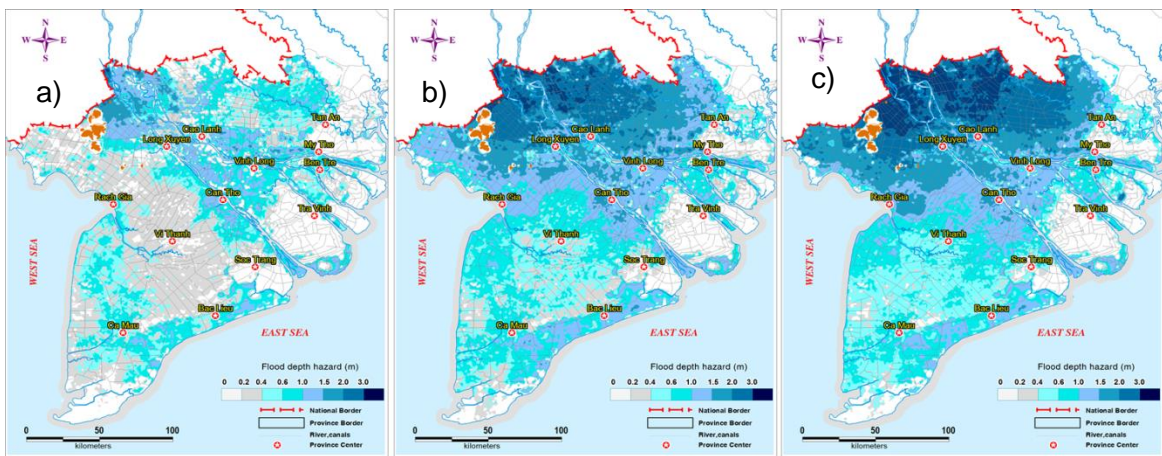 a)
N
W E
S
Tan An
Cao Lanh
Long Xuyen
My Tho
Ben Tre
Vinh Long
Can Tho
Rach Gia
Tra Vinh
Vi Thanh
Soc Trang
WEST SEA
Bac Lieu
Ca Mau
EAST SEA
Flood depth hazard (m)
0 0.2 0.4 0.6 1.0 1.5 2.0 3.0
National Border
Province Border
River,canals
Province Center
0 50 100
kilometers
b)
N
W E
S
Tan An
Cao Lanh
Long Xuyen
My Tho
Ben Tre
Vinh Long
Can Tho
Rach Gia
Tra Vinh
Vi Thanh
Soc Trang
WEST SEA
Bac Lieu
Ca Mau
EAST SEA
Flood depth hazard (m)
0 0.2 0.4 0.6 1.0 1.5 2.0 3.0
National Border
Province Border
River,canals
Province Center
0 50 100
kilometers
c)
N
W E
S
Tan An
Cao Lanh
Long Xuyen
My Tho
Ben Tre
Vinh Long
Can Tho
Rach Gia
Tra Vinh
Vi Thanh
Soc Trang
WEST SEA
Bac Lieu
Ca Mau
EAST SEA
Flood depth hazard (m)
0 0.2 0.4 0.6 1.0 1.5 2.0 3.0
National Border
Province Border
River,canals
Province Center
0 50 100
kilometers